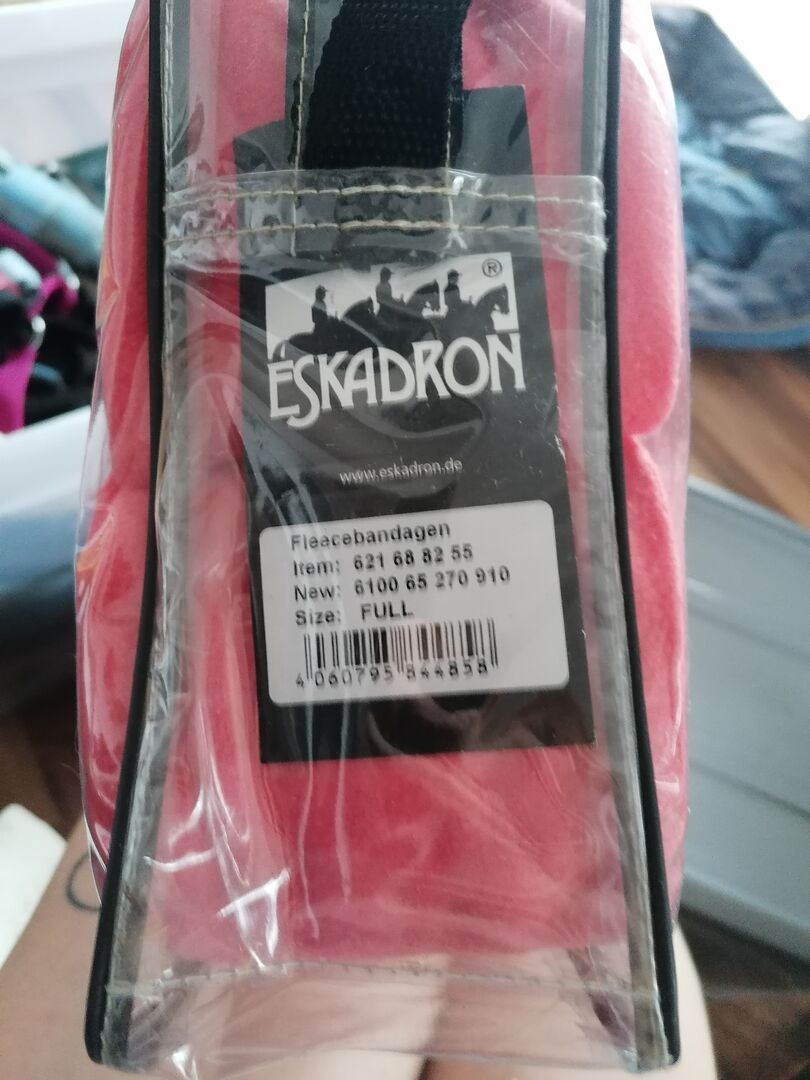 ®
ESKADRON
www.eskadron.de
Fleecebandagen
Item: 621 68 82 55
New: 6100 65 270 910
Size: FULL
4 060795 844858